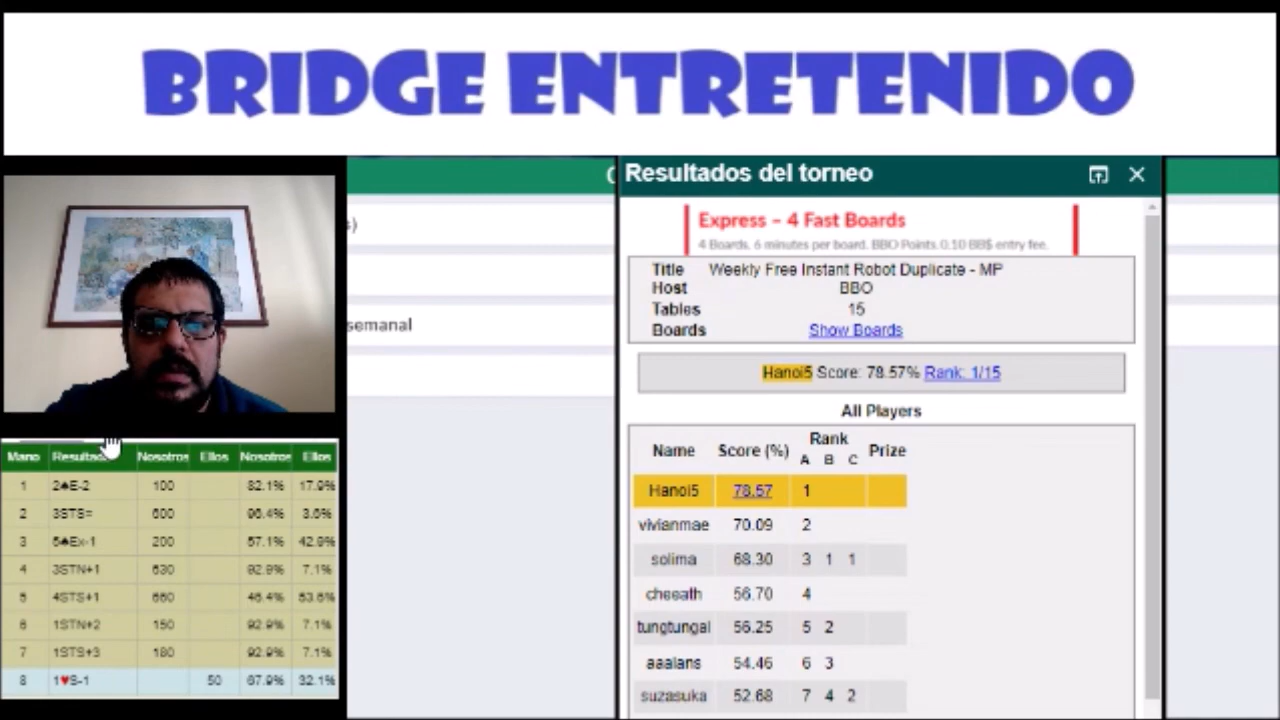 BRIDGE ENTRETENIDO
Resultados del torneo
s)
semanal
Express – 4 Fast Boards
4 Boards, 6 minutes per board. BBO Points. 0.10 BB$ entry fee.
Title Weekly Free Instant Robot Duplicate - MP
Host BBO
Tables 15
Boards Show Boards
Hanoi5 Score: 78.57% Rank: 1/15
All Players
Name Score (%) Rank Prize
A B C
Hanoi5 78.57 1
vivianmae 70.09 2
solima 68.30 3 1 1
cheeath 56.70 4
tungtungal 56.25 5 2
aaalans 54.46 6 3
suzasuka 52.68 7 4 2
Mano Resultado Nosotros Ellos Nosotros Ellos
1 2♠E-2 100 82.1% 17.9%
2 3STS= 600 96.4% 3.6%
3 5♠Ex-1 200 57.1% 42.9%
4 3STN+1 630 92.9% 7.1%
5 4STS+1 660 46.4% 53.6%
6 1STN+2 150 92.9% 7.1%
7 1STS+3 180 92.9% 7.1%
8 1♥S-1 50 67.9% 32.1%